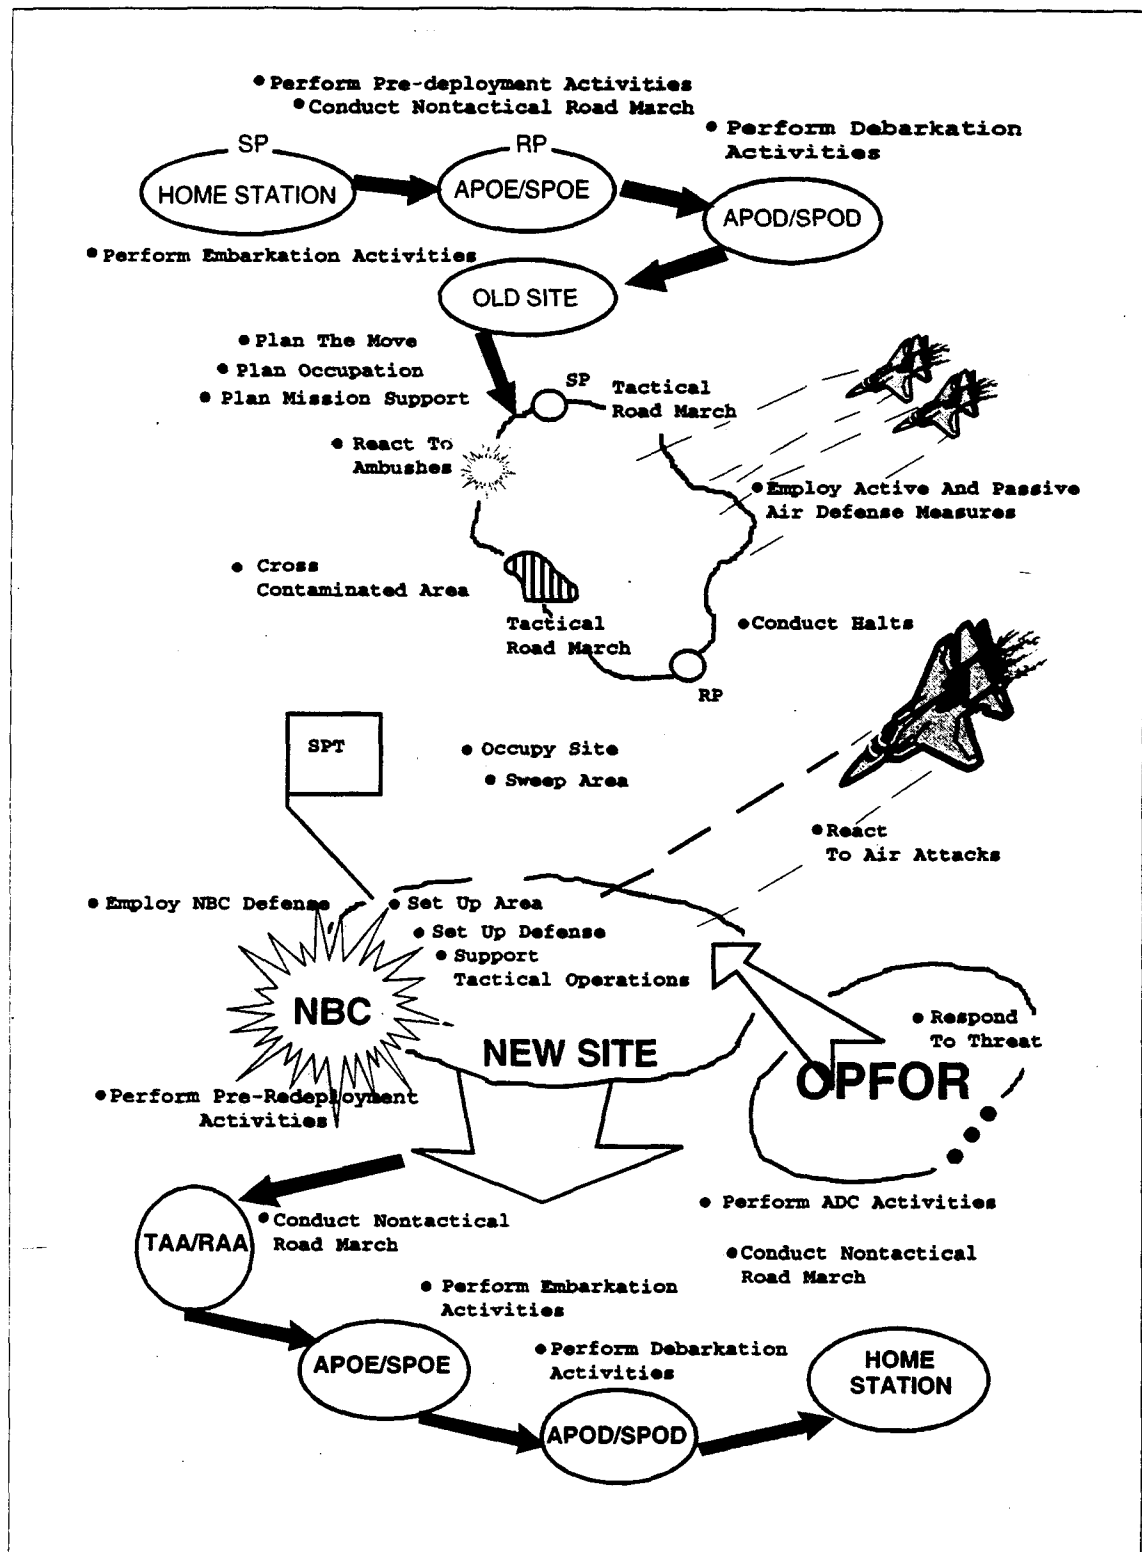 • Perform Pre-deployment Activities
• Conduct Nontactical Road March
• Perform Debarkation
Activities
SP
RP
HOME STATION
APOE/SPOE
APOD/SPOD
• Perform Embarkation Activities
OLD SITE
• Plan The Move
• Plan Occupation
• Plan Mission Support
SP
Tactical
Road March
• React To
Ambushes
• Employ Active And Passive
Air Defense Measures
• Cross
Contaminated Area
Tactical
Road March
• Conduct Halts
RP
SPT
• Occupy Site
• Sweep Area
• React
To Air Attacks
• Employ NBC Defense
• Set Up Area
• Set Up Defense
• Support
Tactical Operations
NBC
NEW SITE
• Respond
To Threat
OPFOR
• Perform Pre-Redeployment
Activities
• Perform ADC Activities
TAA/RAA
• Conduct Nontactical
Road March
• Conduct Nontactical
Road March
• Perform Embarkation
Activities
APOE/SPOE
• Perform Debarkation
Activities
HOME
STATION
APOD/SPOD